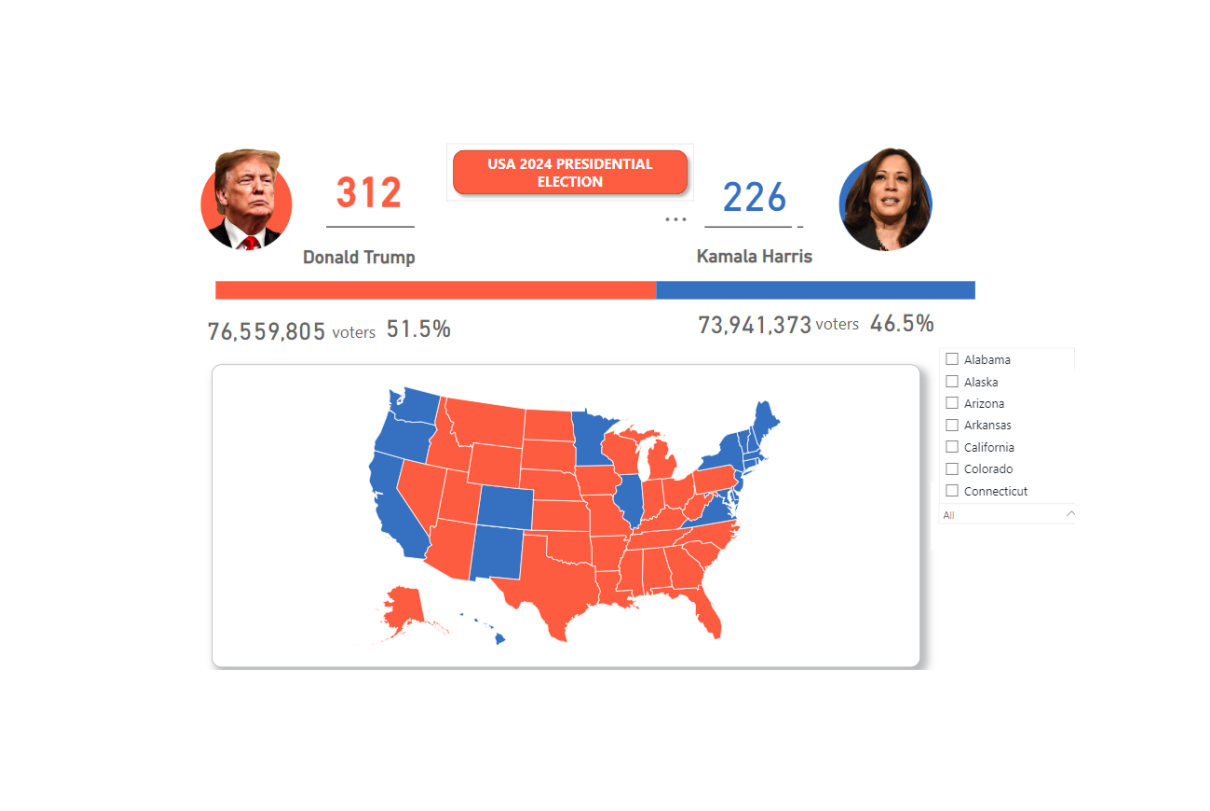 USA 2024 PRESIDENTIAL
ELECTION
312
226
Donald Trump
Kamala Harris
76,559,805 voters 51.5%
73,941,373 voters 46.5%
Alabama
Alaska
Arizona
Arkansas
California
Colorado
Connecticut
All